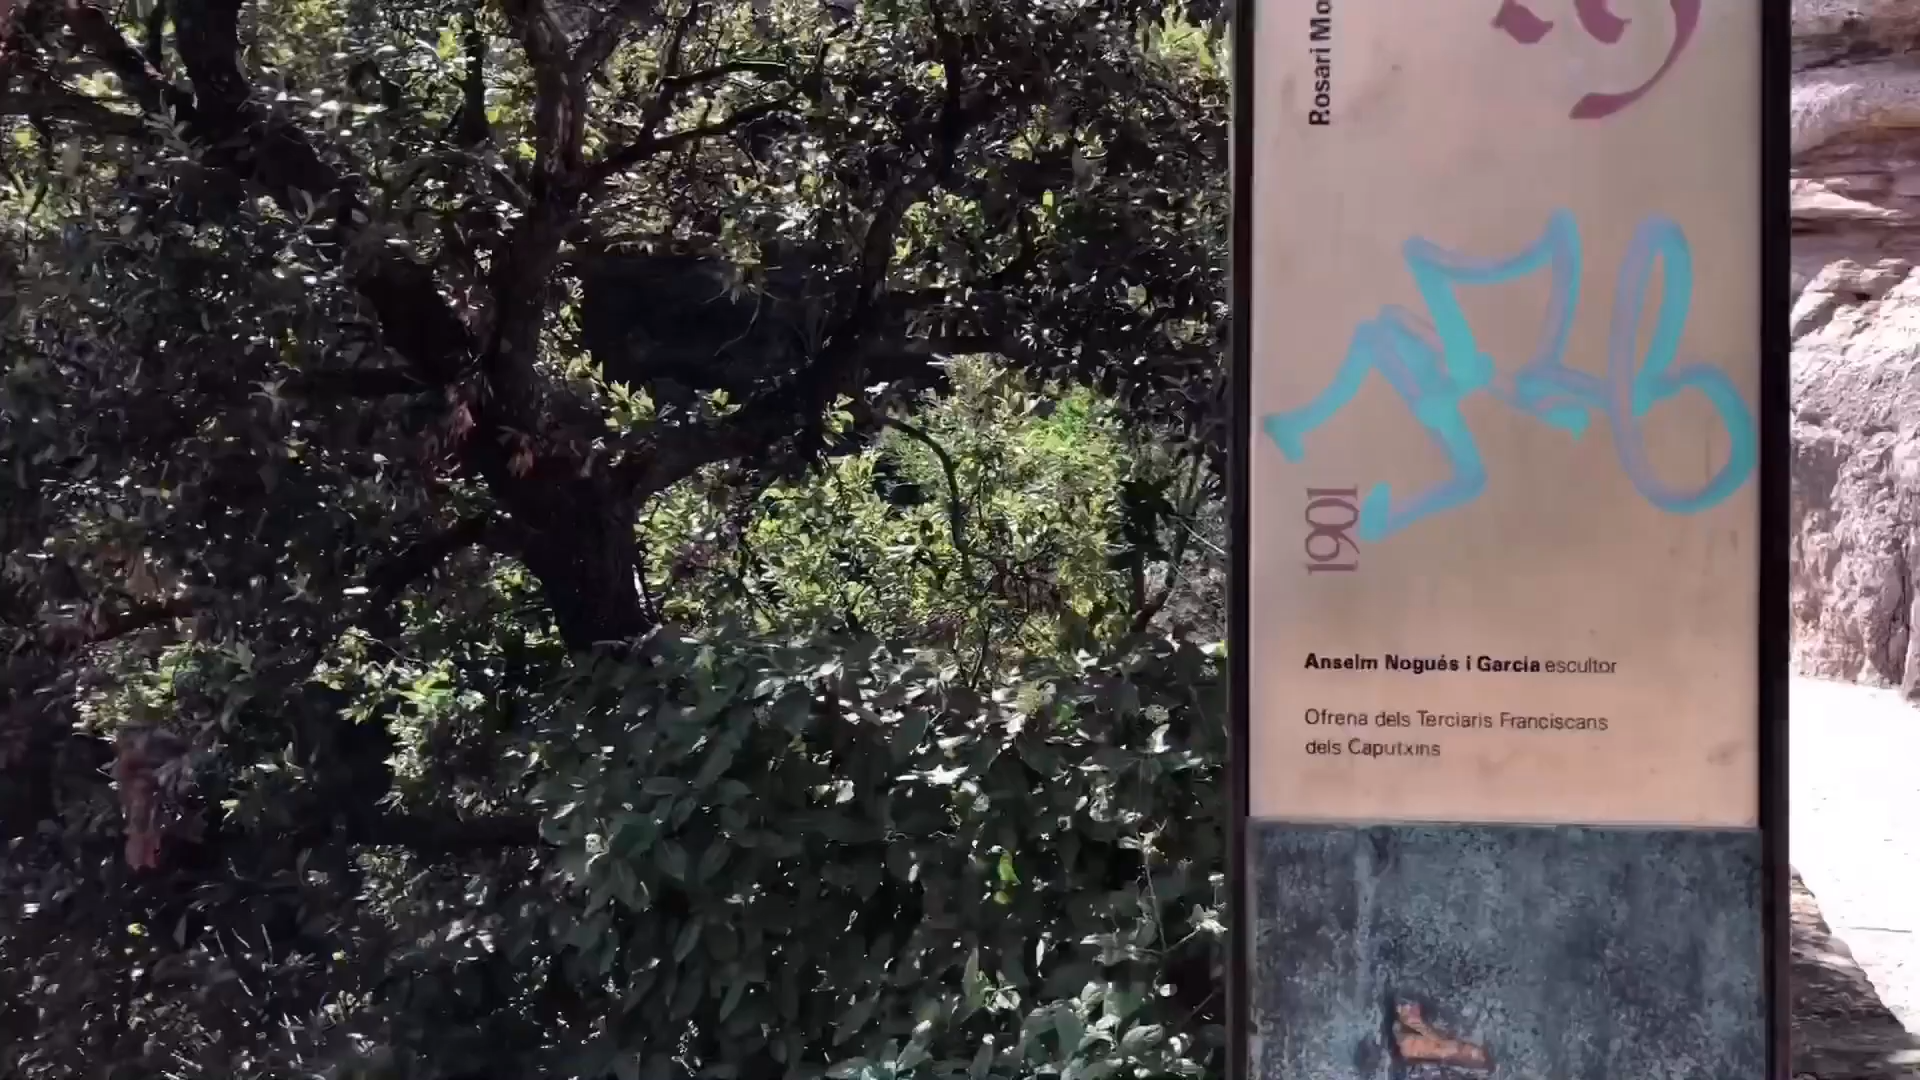 Rosari Mo
1901
Anselm Nogués i Garcia escultor
Ofrena dels Terciaris Franciscans
dels Caputxins